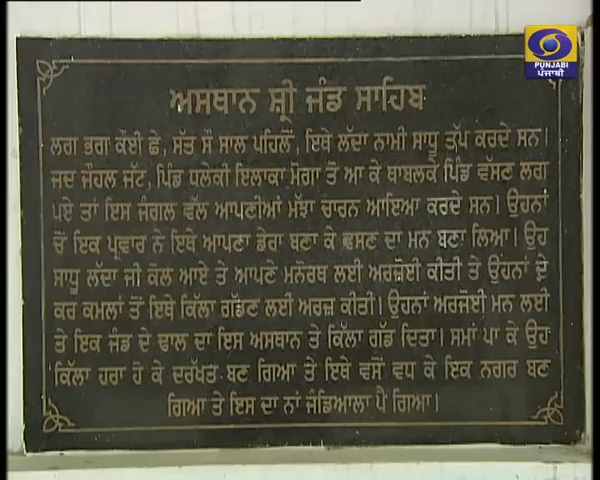 PUNJABI
ਪੰਜਾਬੀ
ਅਸਥਾਨ ਸ਼੍ਰੀ ਜੰਡ ਸਾਹਿਬ
ਲਗ ਭਗ ਕੋਈ ਛੇ, ਸੱਤ ਸੌ ਸਾਲ ਪਹਿਲੋਂ, ਇਥੇ ਲੱਦਾ ਨਾਮੀ ਸਾਧੂ ਤੱਪ ਕਰਦੇ ਸਨ।
ਜਦ ਜੌਹਲ ਜੱਟ, ਪਿੰਡ ਧਲੇਕੀ ਇਲਾਕਾ ਮੋਗਾ ਤੋਂ ਆ ਕੇ ਥਾਬਲਕੇ ਪਿੰਡ ਵੱਸਣ ਲਗ
ਪਏ ਤਾਂ ਇਸ ਜੰਗਲ ਵੱਲ ਆਪਣੀਆਂ ਮੱਝਾਂ ਚਾਰਨ ਆਇਆ ਕਰਦੇ ਸਨ। ਉਹਨਾਂ
ਚੋਂ ਇਕ ਪ੍ਰਵਾਰ ਨੇ ਇਥੇ ਆਪਣਾ ਡੇਰਾ ਬਣਾ ਕੇ ਵਸਣ ਦਾ ਮਨ ਬਣਾ ਲਿਆ। ਉਹ
ਸਾਧੂ ਲੱਦਾ ਜੀ ਕੋਲ ਆਏ ਤੇ ਆਪਣੇ ਮਨੋਰਥ ਲਈ ਅਰਜ਼ੋਈ ਕੀਤੀ ਤੇ ਉਂਹਨਾਂ ਦੇ
ਕਰ ਕਮਲਾਂ ਤੋਂ ਇਥੇ ਕਿੱਲਾ ਗਡੱਣ ਲਈ ਅਰਜ਼ ਕੀਤੀ। ਉਹਨਾਂ ਅਰਜੋਈ ਮਨ ਲਈ
ਤੇ ਇਕ ਜੰਡ ਦੇ ਢਾਲ ਦਾ ਇਸ ਅਸਥਾਨ ਤੇ ਕਿੱਲਾ ਗੱਡ ਦਿਤਾ। ਸਮਾਂ ਪਾ ਕੇ ਉਹ
ਕਿੱਲਾ ਹਰਾ ਹੋ ਕੇ ਦਰੱਖਤ ਬਣ ਗਿਆ ਤੇ ਇਥੇ ਵਸੋਂ ਵਧ ਕੇ ਇਕ ਨਗਰ ਬਣ
ਗਿਆ ਤੇ ਇਸ ਦਾ ਨਾਂ ਜੰਡਿਆਲਾ ਪੈ ਗਿਆ।